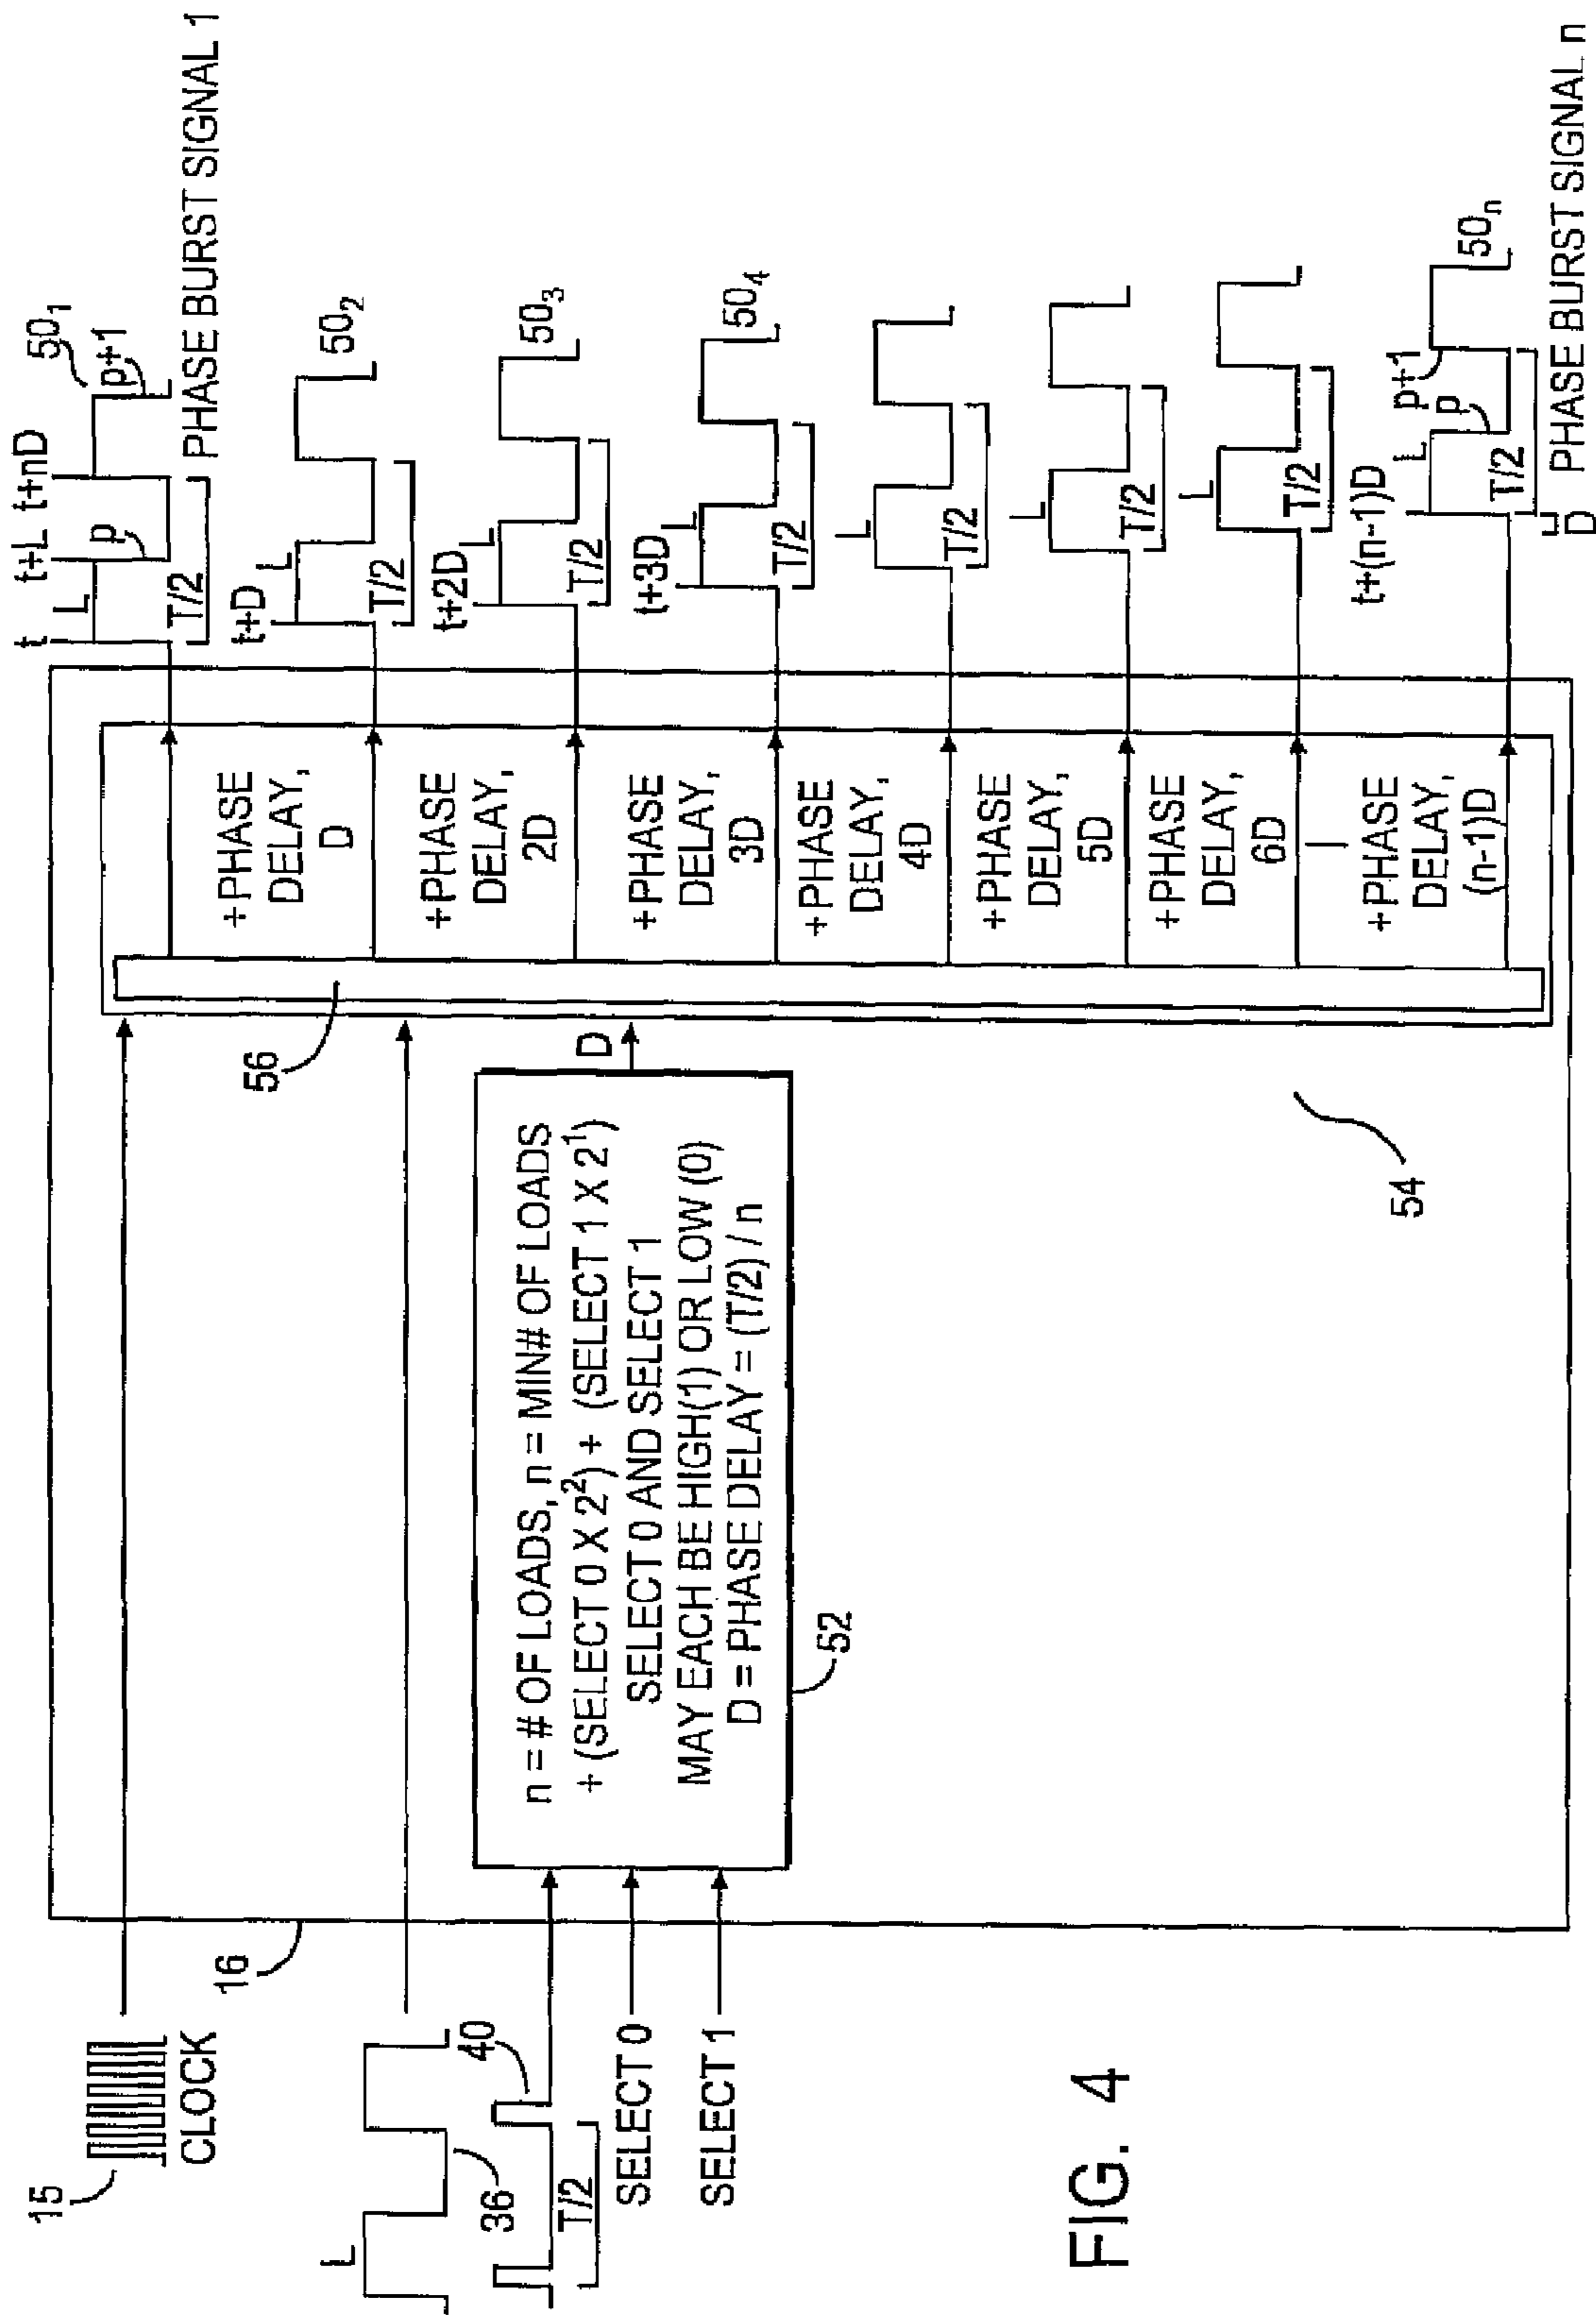 15
CLOCK
16
L
36
40
T/2
SELECT 0
SELECT 1
n = # OF LOADS, n = MIN# OF LOADS
+ (SELECT 0 X 2²) + (SELECT 1 X 2¹)
SELECT 0 AND SELECT 1
MAY EACH BE HIGH(1) OR LOW (0)
D = PHASE DELAY = (T/2) / n
52
D
56
54
+PHASE
DELAY,
D
+PHASE
DELAY,
2D
+PHASE
DELAY,
3D
+PHASE
DELAY,
4D
+PHASE
DELAY,
5D
+PHASE
DELAY,
6D
+PHASE
DELAY,
(n-1)D
t t+L t+nD
50₁
L p p+1
T/2
PHASE BURST SIGNAL 1
t+D
L
T/2
50₂
t+2D
L
T/2
50₃
t+3D
L
T/2
50₄
L
T/2
L
T/2
L
T/2
t+(n-1)D
L p p+1
T/2
50ₙ
D
PHASE BURST SIGNAL n
FIG. 4